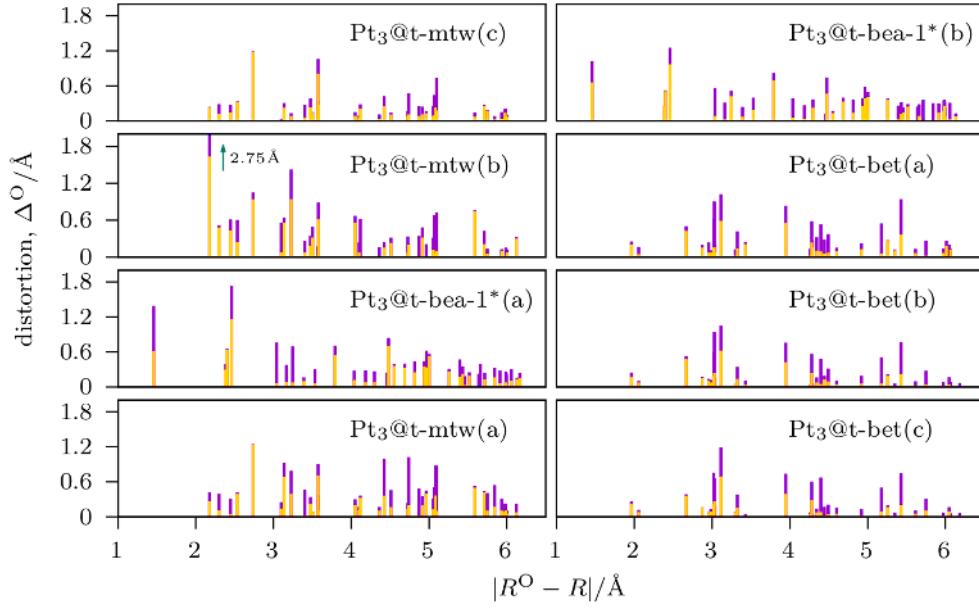 distortion, Δ^O/Å
1.8
1.2
0.6
0
Pt₃@t-mtw(c)
Pt₃@t-bea-1*(b)
1.8
1.2
0.6
0
2.75Å
Pt₃@t-mtw(b)
Pt₃@t-bet(a)
1.8
1.2
0.6
0
Pt₃@t-bea-1*(a)
Pt₃@t-bet(b)
1.8
1.2
0.6
0
Pt₃@t-mtw(a)
Pt₃@t-bet(c)
1 2 3 4 5 6 1 2 3 4 5 6
|R^O − R|/Å